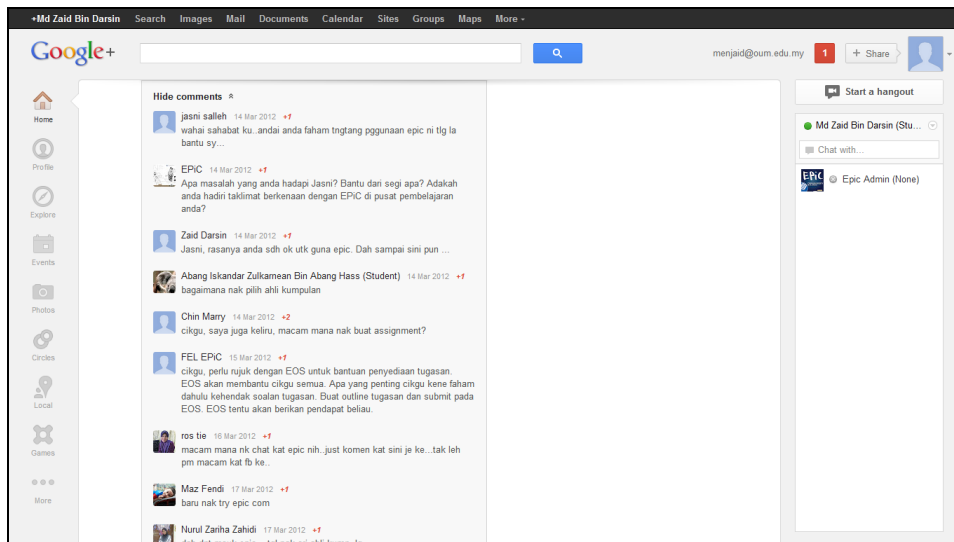 +Md Zaid Bin Darsin Search Images Mail Documents Calendar Sites Groups Maps More
Google+
menjaid@oum.edu.my 1 + Share
Home
Profile
Explore
Events
Photos
Circles
Local
Games
More
Hide comments
jasni salleh 14 Mar 2012 +1
wahai sahabat ku..andai anda faham tngtang pggunaan epic ni tlg la
bantu sy...
EPiC 14 Mar 2012 +1
Apa masalah yang anda hadapi Jasni? Bantu dari segi apa? Adakah
anda hadiri taklimat berkenaan dengan EPiC di pusat pembelajaran
anda?
Zaid Darsin 14 Mar 2012 +1
Jasni, rasanya anda sdh ok utk guna epic. Dah sampai sini pun ...
Abang Iskandar Zulkarnean Bin Abang Hass (Student) 14 Mar 2012 +1
bagaimana nak pilih ahli kumpulan
Chin Marry 14 Mar 2012 +2
cikgu, saya juga keliru, macam mana nak buat assignment?
FEL EPiC 15 Mar 2012 +1
cikgu, perlu rujuk dengan EOS untuk bantuan penyediaan tugasan.
EOS akan membantu cikgu semua. Apa yang penting cikgu kene faham
dahulu kehendak soalan tugasan. Buat outline tugasan dan submit pada
EOS. EOS tentu akan berikan pendapat beliau.
ros tie 16 Mar 2012 +1
macam mana nk chat kat epic nih..just komen kat sini je ke...tak leh
pm macam kat fb ke..
Maz Fendi 17 Mar 2012 +1
baru nak try epic com
Nurul Zariha Zahidi 17 Mar 2012 +1
Start a hangout
Md Zaid Bin Darsin (Stu...
Chat with...
EPiC
Epic Admin (None)